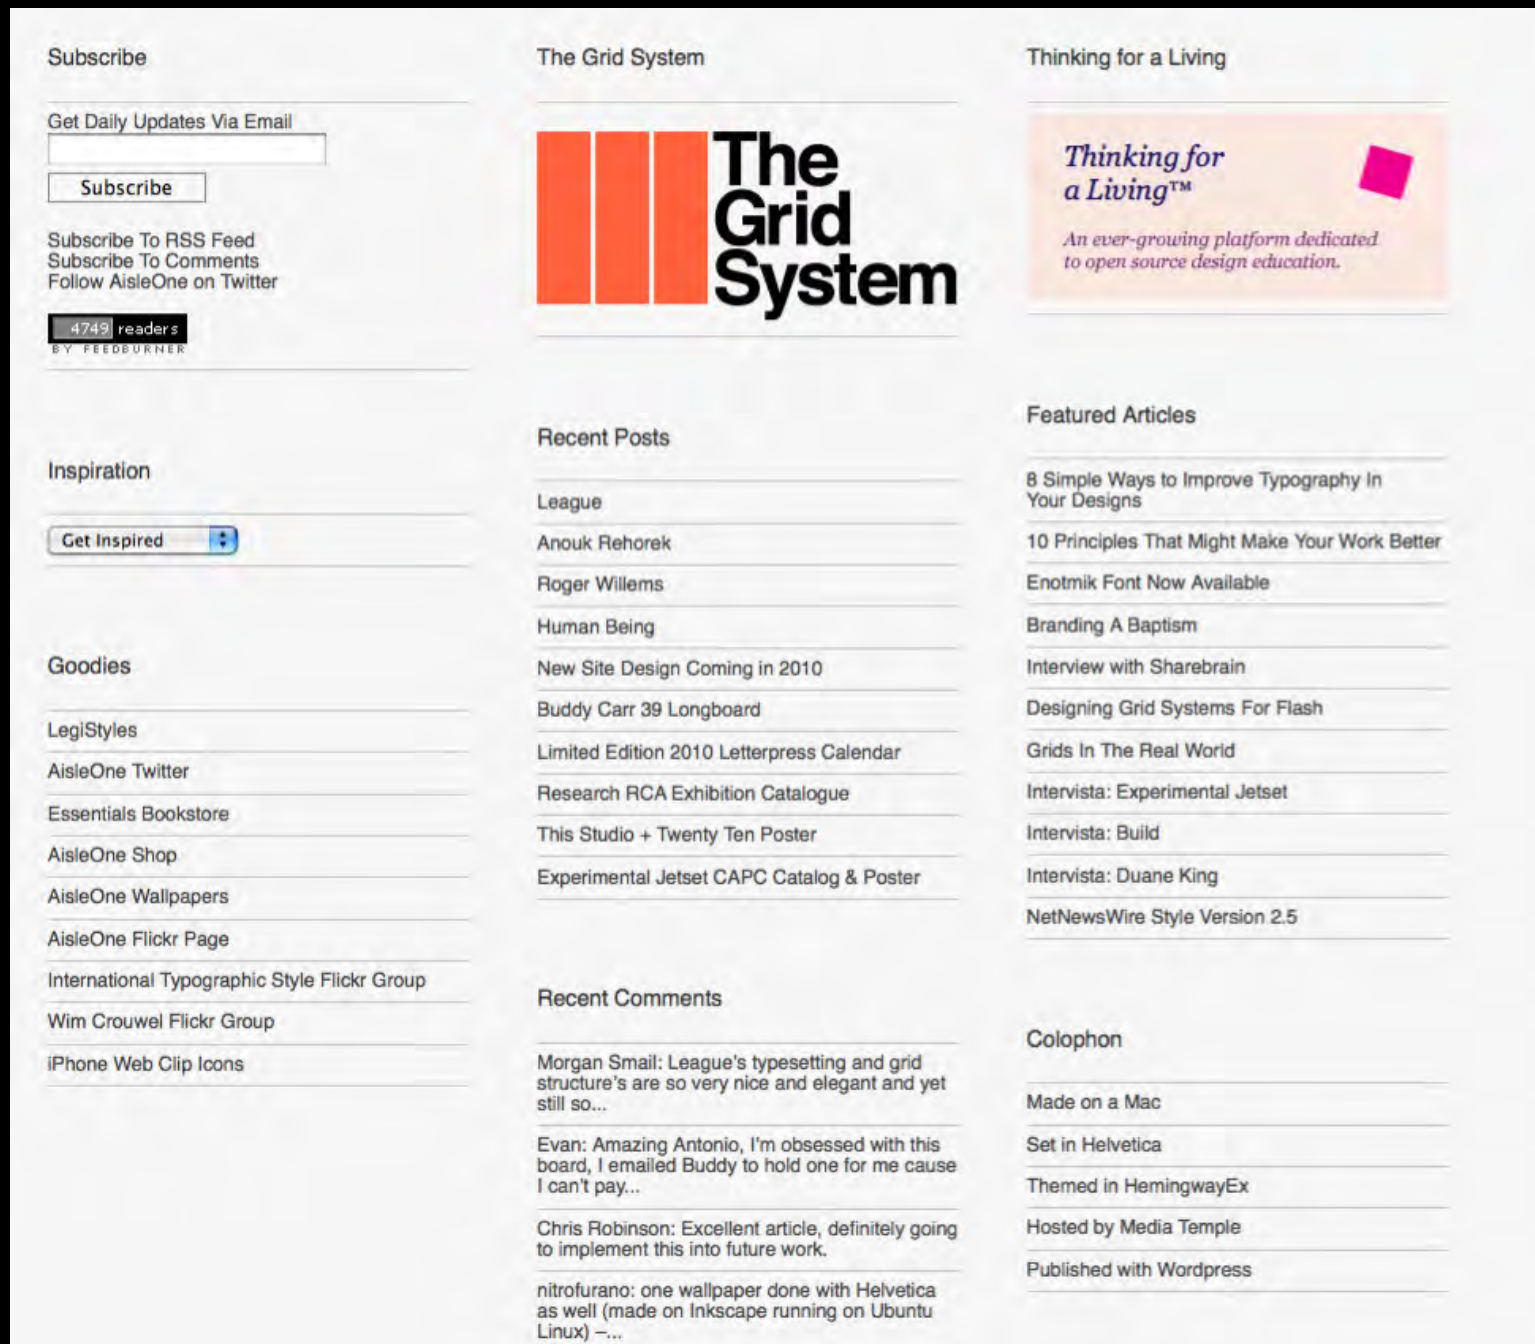 Subscribe
Get Daily Updates Via Email
Subscribe
Subscribe To RSS Feed
Subscribe To Comments
Follow AisleOne on Twitter
4749 readers
BY FEEDBURNER
Inspiration
Get Inspired
Goodies
LegiStyles
AisleOne Twitter
Essentials Bookstore
AisleOne Shop
AisleOne Wallpapers
AisleOne Flickr Page
International Typographic Style Flickr Group
Wim Crouwel Flickr Group
iPhone Web Clip Icons
The Grid System
The
Grid
System
Recent Posts
League
Anouk Rehorek
Roger Willems
Human Being
New Site Design Coming in 2010
Buddy Carr 39 Longboard
Limited Edition 2010 Letterpress Calendar
Research RCA Exhibition Catalogue
This Studio + Twenty Ten Poster
Experimental Jetset CAPC Catalog & Poster
Recent Comments
Morgan Smail: League's typesetting and grid
structure's are so very nice and elegant and yet
still so...
Evan: Amazing Antonio, I'm obsessed with this
board, I emailed Buddy to hold one for me cause
I can't pay...
Chris Robinson: Excellent article, definitely going
to implement this into future work.
nitrofurano: one wallpaper done with Helvetica
as well (made on Inkscape running on Ubuntu
Linux) –...
Thinking for a Living
Thinking for
a Living™
An ever-growing platform dedicated
to open source design education.
Featured Articles
8 Simple Ways to Improve Typography In
Your Designs
10 Principles That Might Make Your Work Better
Enotmik Font Now Available
Branding A Baptism
Interview with Sharebrain
Designing Grid Systems For Flash
Grids In The Real World
Intervista: Experimental Jetset
Intervista: Build
Intervista: Duane King
NetNewsWire Style Version 2.5
Colophon
Made on a Mac
Set in Helvetica
Themed in HemingwayEx
Hosted by Media Temple
Published with Wordpress